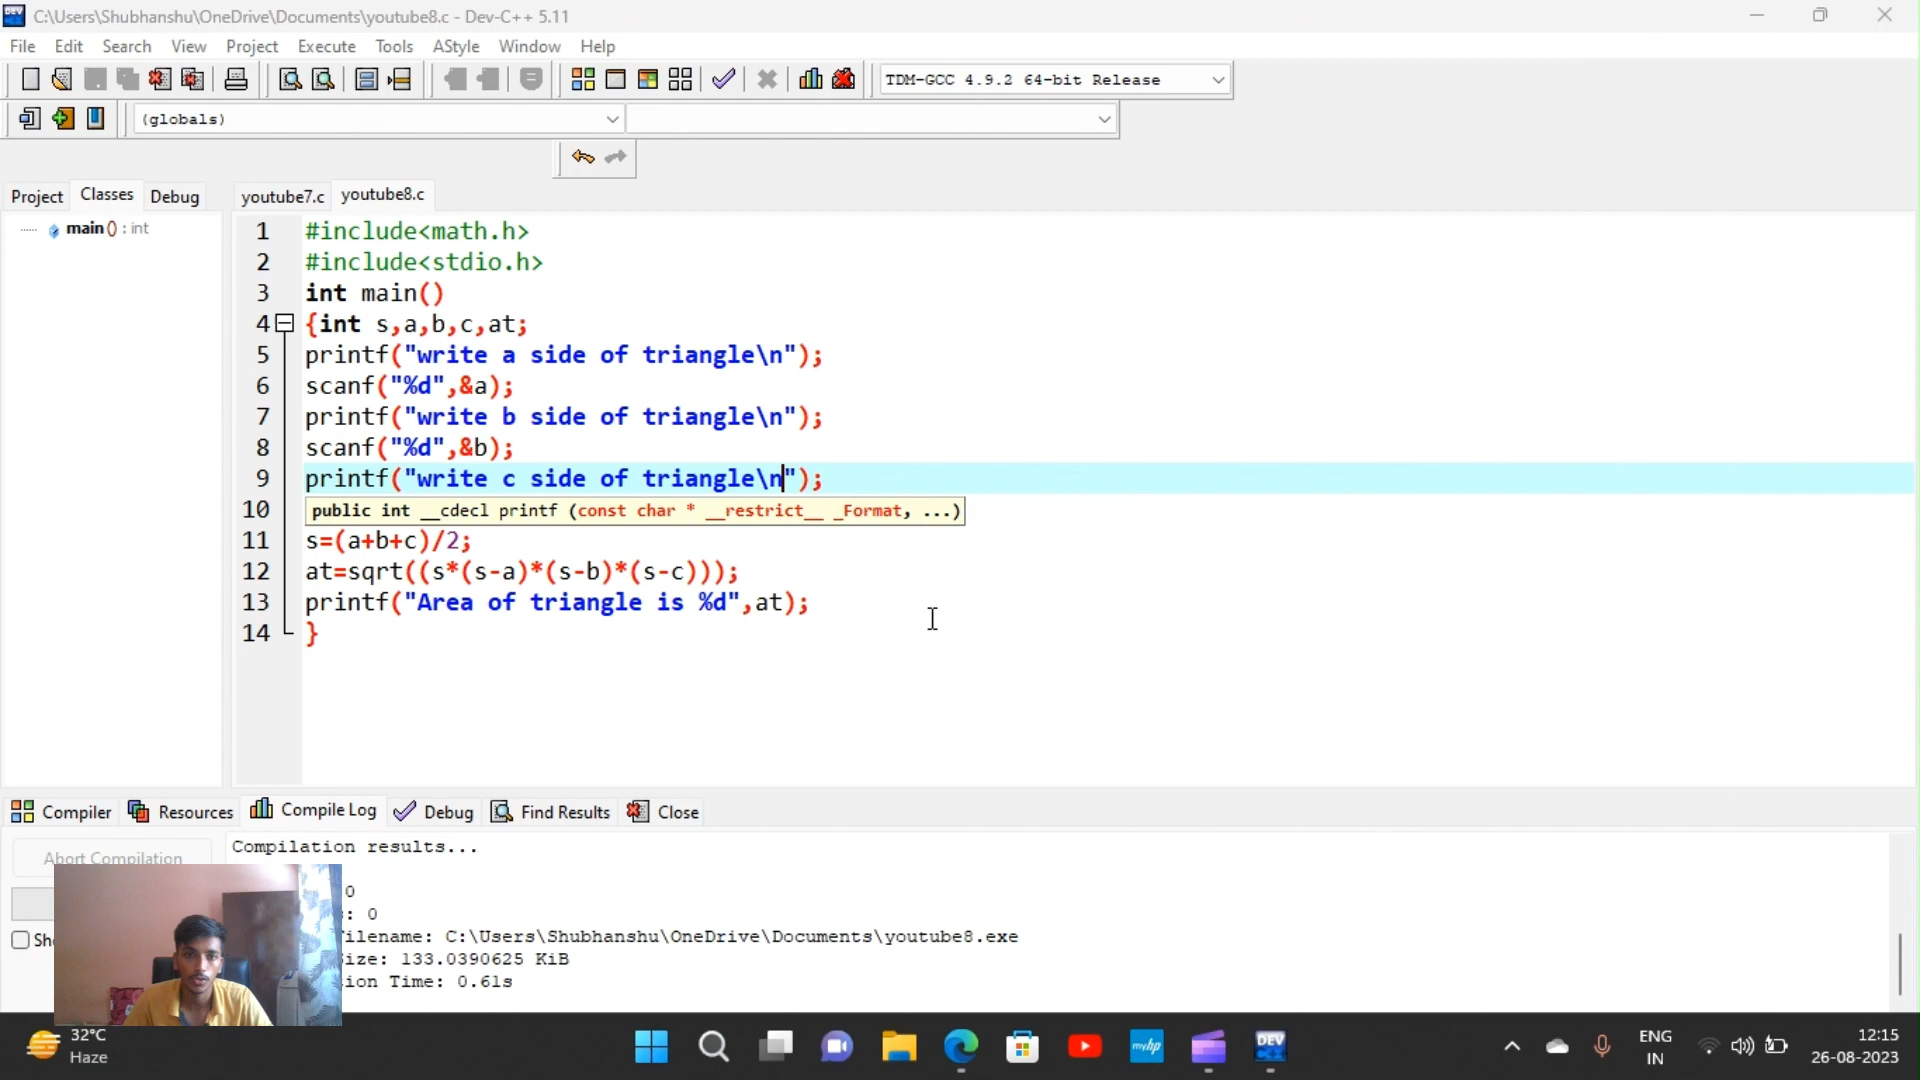 C:\Users\Shubhanshu\OneDrive\Documents\youtube8.c - Dev-C++ 5.11
File Edit Search View Project Execute Tools AStyle Window Help
TDM-GCC 4.9.2 64-bit Release
(globals)
Project Classes Debug youtube7.c youtube8.c
main () : int
1 #include<math.h>
2 #include<stdio.h>
3 int main()
4 {int s,a,b,c,at;
5 printf("write a side of triangle\n");
6 scanf("%d",&a);
7 printf("write b side of triangle\n");
8 scanf("%d",&b);
9 printf("write c side of triangle\n");
10 public int __cdecl printf (const char * __restrict__ _Format, ...)
11 s=(a+b+c)/2;
12 at=sqrt((s*(s-a)*(s-b)*(s-c)));
13 printf("Area of triangle is %d",at);
14 }
Compiler Resources Compile Log Debug Find Results Close
Abort Compilation Compilation results...
0
: 0
Sh ilename: C:\Users\Shubhanshu\OneDrive\Documents\youtube8.exe
ize: 133.0390625 KiB
ion Time: 0.61s
32°C
Haze
myhp
DEV
C++
ENG
IN
12:15
26-08-2023